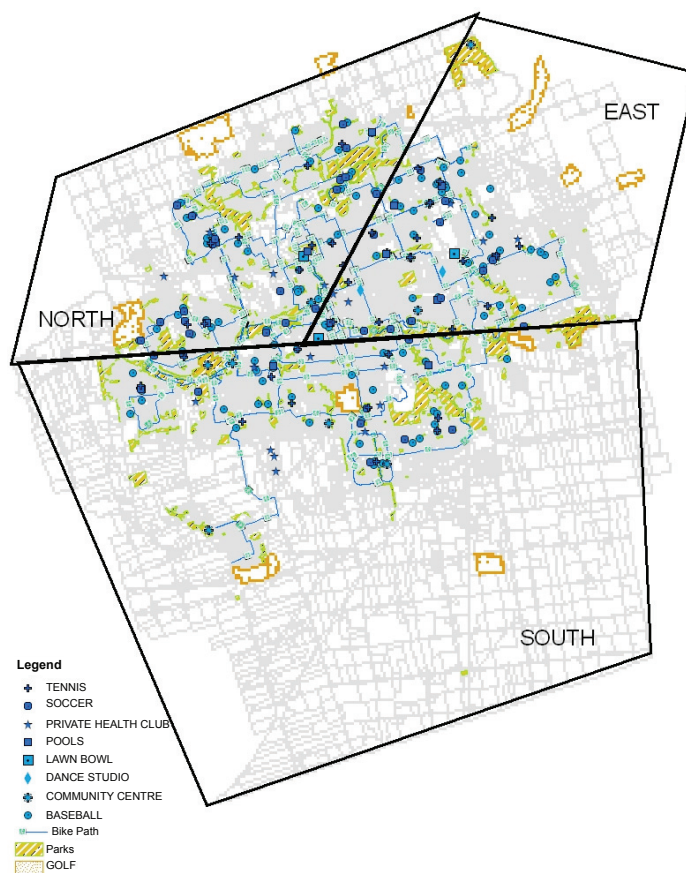 EAST
NORTH
SOUTH
Legend
TENNIS
SOCCER
PRIVATE HEALTH CLUB
POOLS
LAWN BOWL
DANCE STUDIO
COMMUNITY CENTRE
BASEBALL
Bike Path
Parks
GOLF